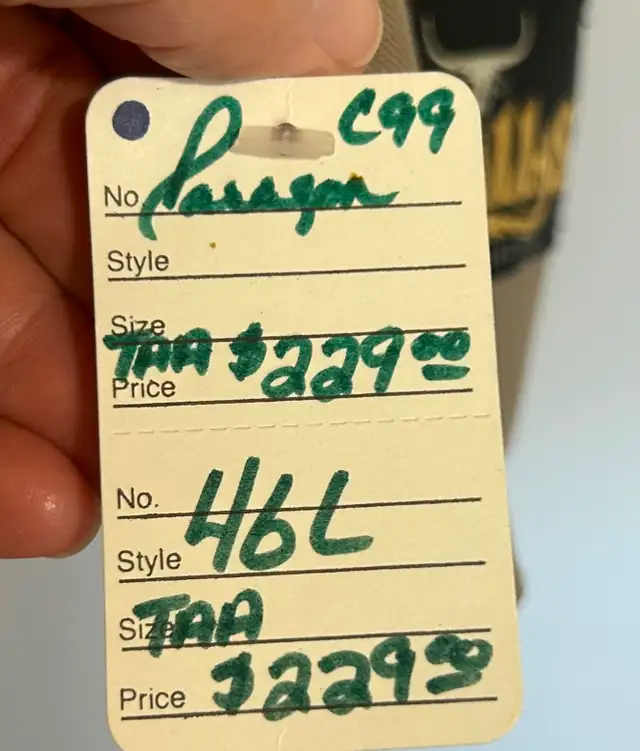 C99
No. Paragon
Style
Size
TAA $229.00
Price
No.
46L
Style
Size TAA
Price $229.00